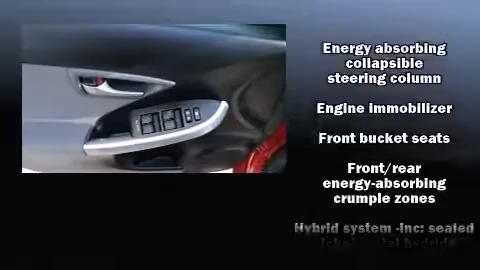 Energy absorbing
collapsible
steering column
Engine immobilizer
Front bucket seats
Front/rear
energy-absorbing
crumple zones
Hybrid system -inc: sealed